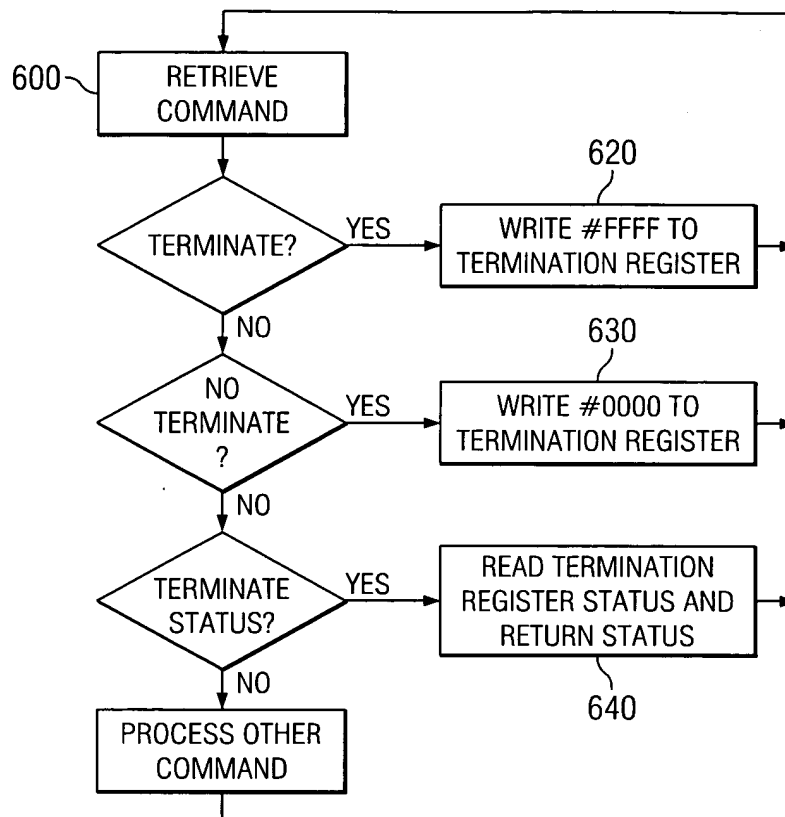 600
RETRIEVE
COMMAND
TERMINATE?
YES
620
WRITE #FFFF TO
TERMINATION REGISTER
NO
NO
TERMINATE
?
YES
630
WRITE #0000 TO
TERMINATION REGISTER
NO
TERMINATE
STATUS?
YES
READ TERMINATION
REGISTER STATUS AND
RETURN STATUS
640
NO
PROCESS OTHER
COMMAND